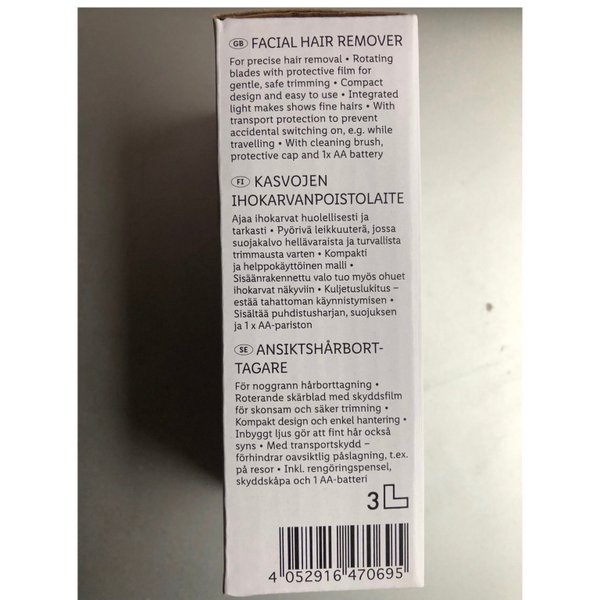 GB FACIAL HAIR REMOVER
For precise hair removal • Rotating
blades with protective film for
gentle, safe trimming • Compact
design and easy to use • Integrated
light makes shows fine hairs • With
transport protection to prevent
accidental switching on, e.g. while
travelling • With cleaning brush,
protective cap and 1x AA battery
FI KASVOJEN
IHOKARVANPOISTOLAITE
Ajaa ihokarvat huolellisesti ja
tarkasti • Pyörivä leikkuuterä, jossa
suojakalvo hellävaraista ja turvallista
trimmausta varten • Kompakti
ja helppokäyttöinen malli •
Sisäänrakennettu valo tuo myös ohuet
ihokarvat näkyviin • Kuljetuslukitus –
estää tahattoman käynnistymisen •
Sisältää puhdistusharjan, suojuksen
ja 1 x AA-pariston
SE ANSIKTSHÅRBORT-
TAGARE
För noggrann hårborttagning •
Roterande skärblad med skyddsfilm
för skonsam och säker trimning •
Kompakt design och enkel hantering •
Inbyggt ljus gör att fint hår också
syns • Med transportskydd –
förhindrar oavsiktlig påslagning, t.ex.
på resor • Inkl. rengöringspensel,
skyddskåpa och 1 AA-batteri
3
4 052916 470695